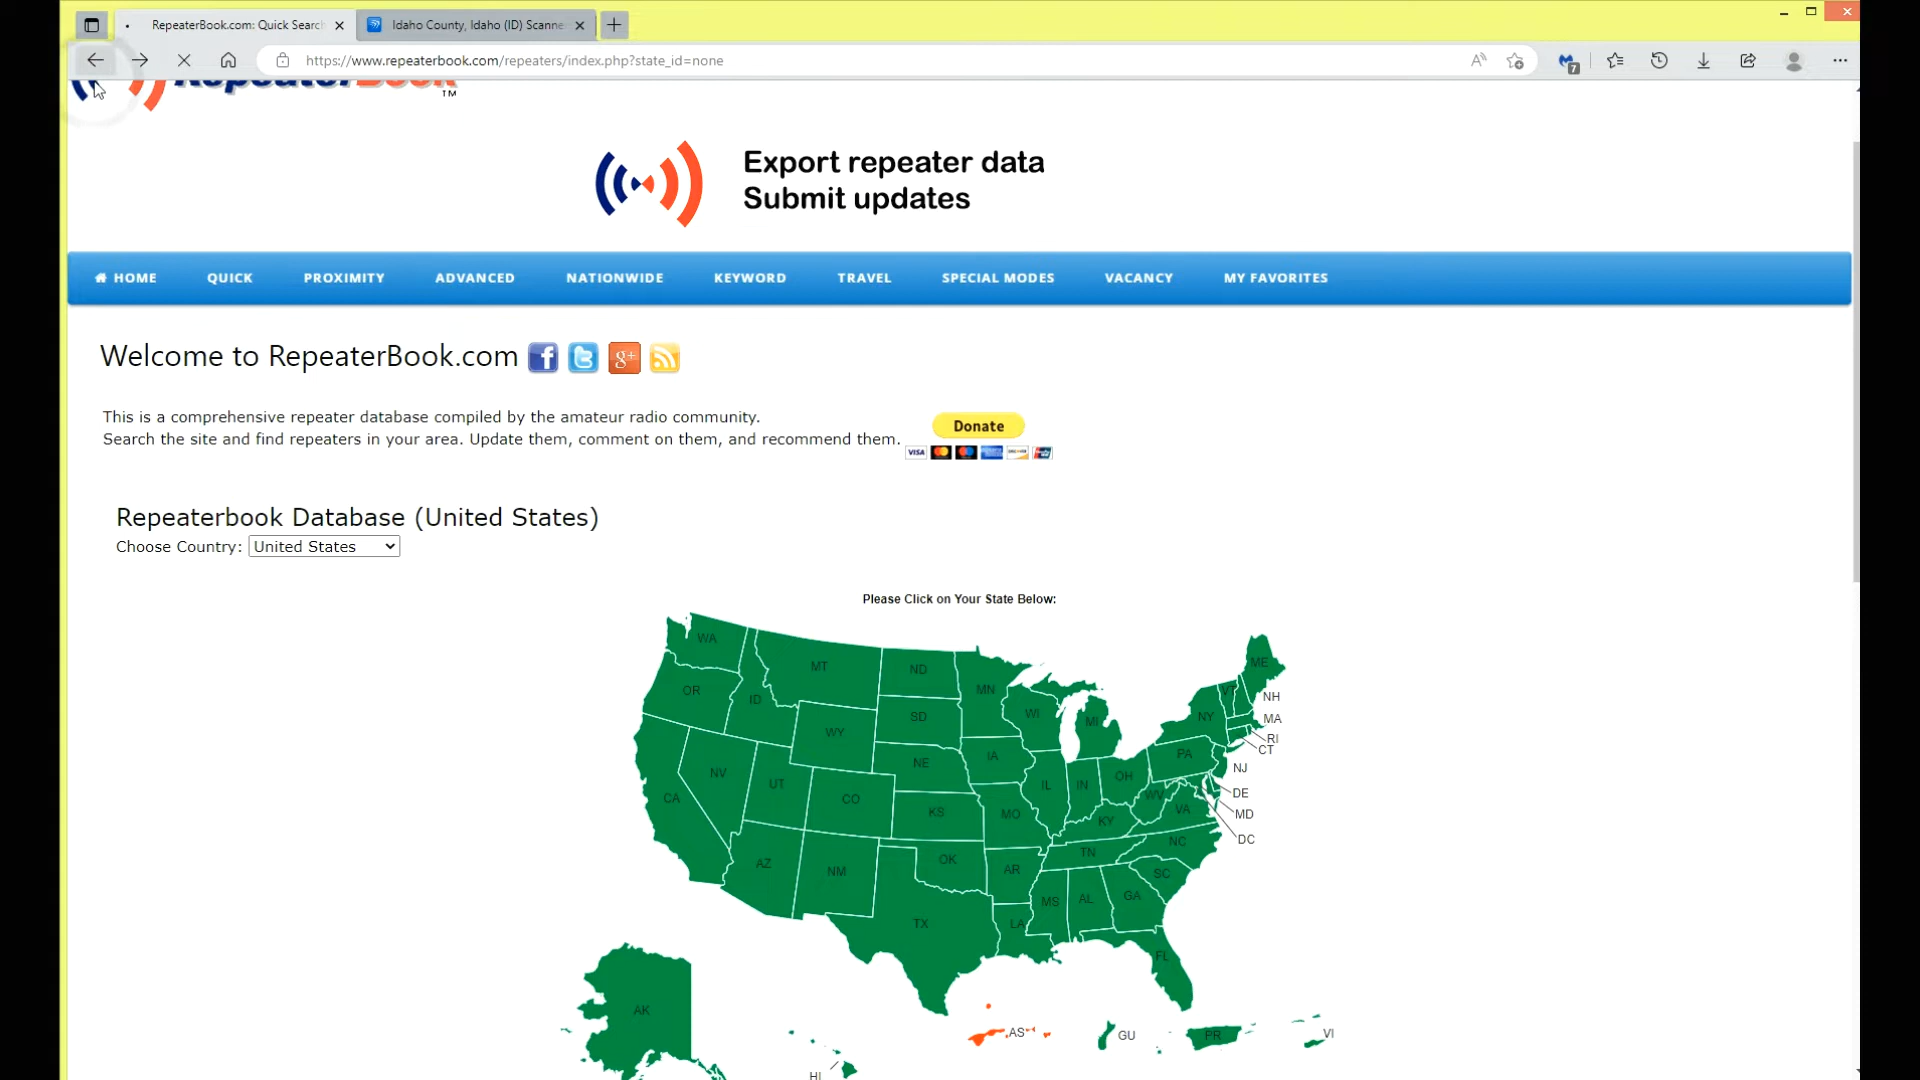 RepeaterBook.com: Quick Search
Idaho County, Idaho (ID) Scanne
https://www.repeaterbook.com/repeaters/index.php?state_id=none
7
RepeaterBook
TM
Export repeater data
Submit updates
HOME QUICK PROXIMITY ADVANCED NATIONWIDE KEYWORD TRAVEL SPECIAL MODES VACANCY MY FAVORITES
Welcome to RepeaterBook.com
This is a comprehensive repeater database compiled by the amateur radio community.
Search the site and find repeaters in your area. Update them, comment on them, and recommend them.
Donate
VISA
Repeaterbook Database (United States)
Choose Country: United States
Please Click on Your State Below:
WA
MT
ND
ME
OR
ID
MN
VT
NH
SD
WI
MI
NY
MA
WY
RI
CT
NE
IA
PA
NJ
NV
UT
IL
IN
OH
DE
CA
CO
WV
VA
MD
KS
MO
KY
DC
NC
TN
AZ
NM
OK
AR
SC
MS
AL
GA
TX
LA
FL
AK
AS
GU
PR
VI
HI